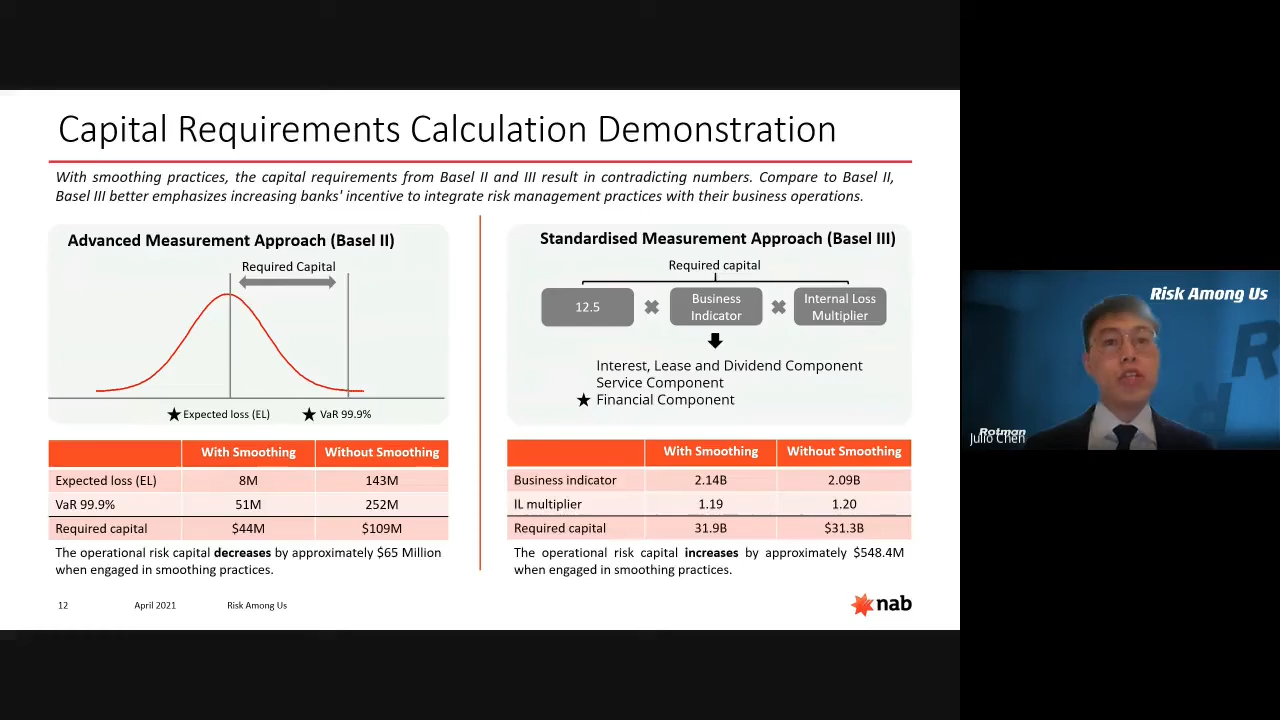 Capital Requirements Calculation Demonstration
With smoothing practices, the capital requirements from Basel II and III result in contradicting numbers. Compare to Basel II,
Basel III better emphasizes increasing banks' incentive to integrate risk management practices with their business operations.
Advanced Measurement Approach (Basel II)
Required Capital
Expected loss (EL) VaR 99.9%
With Smoothing Without Smoothing
Expected loss (EL) 8M 143M
VaR 99.9% 51M 252M
Required capital $44M $109M
The operational risk capital decreases by approximately $65 Million
when engaged in smoothing practices.
Standardised Measurement Approach (Basel III)
Required capital
12.5
Business
Indicator
Internal Loss
Multiplier
Interest, Lease and Dividend Component
Service Component
Financial Component
With Smoothing Without Smoothing
Business indicator 2.14B 2.09B
IL multiplier 1.19 1.20
Required capital 31.9B $31.3B
The operational risk capital increases by approximately $548.4M
when engaged in smoothing practices.
12 April 2021 Risk Among Us
nab
Risk Among Us
Rotman
Julio Chen